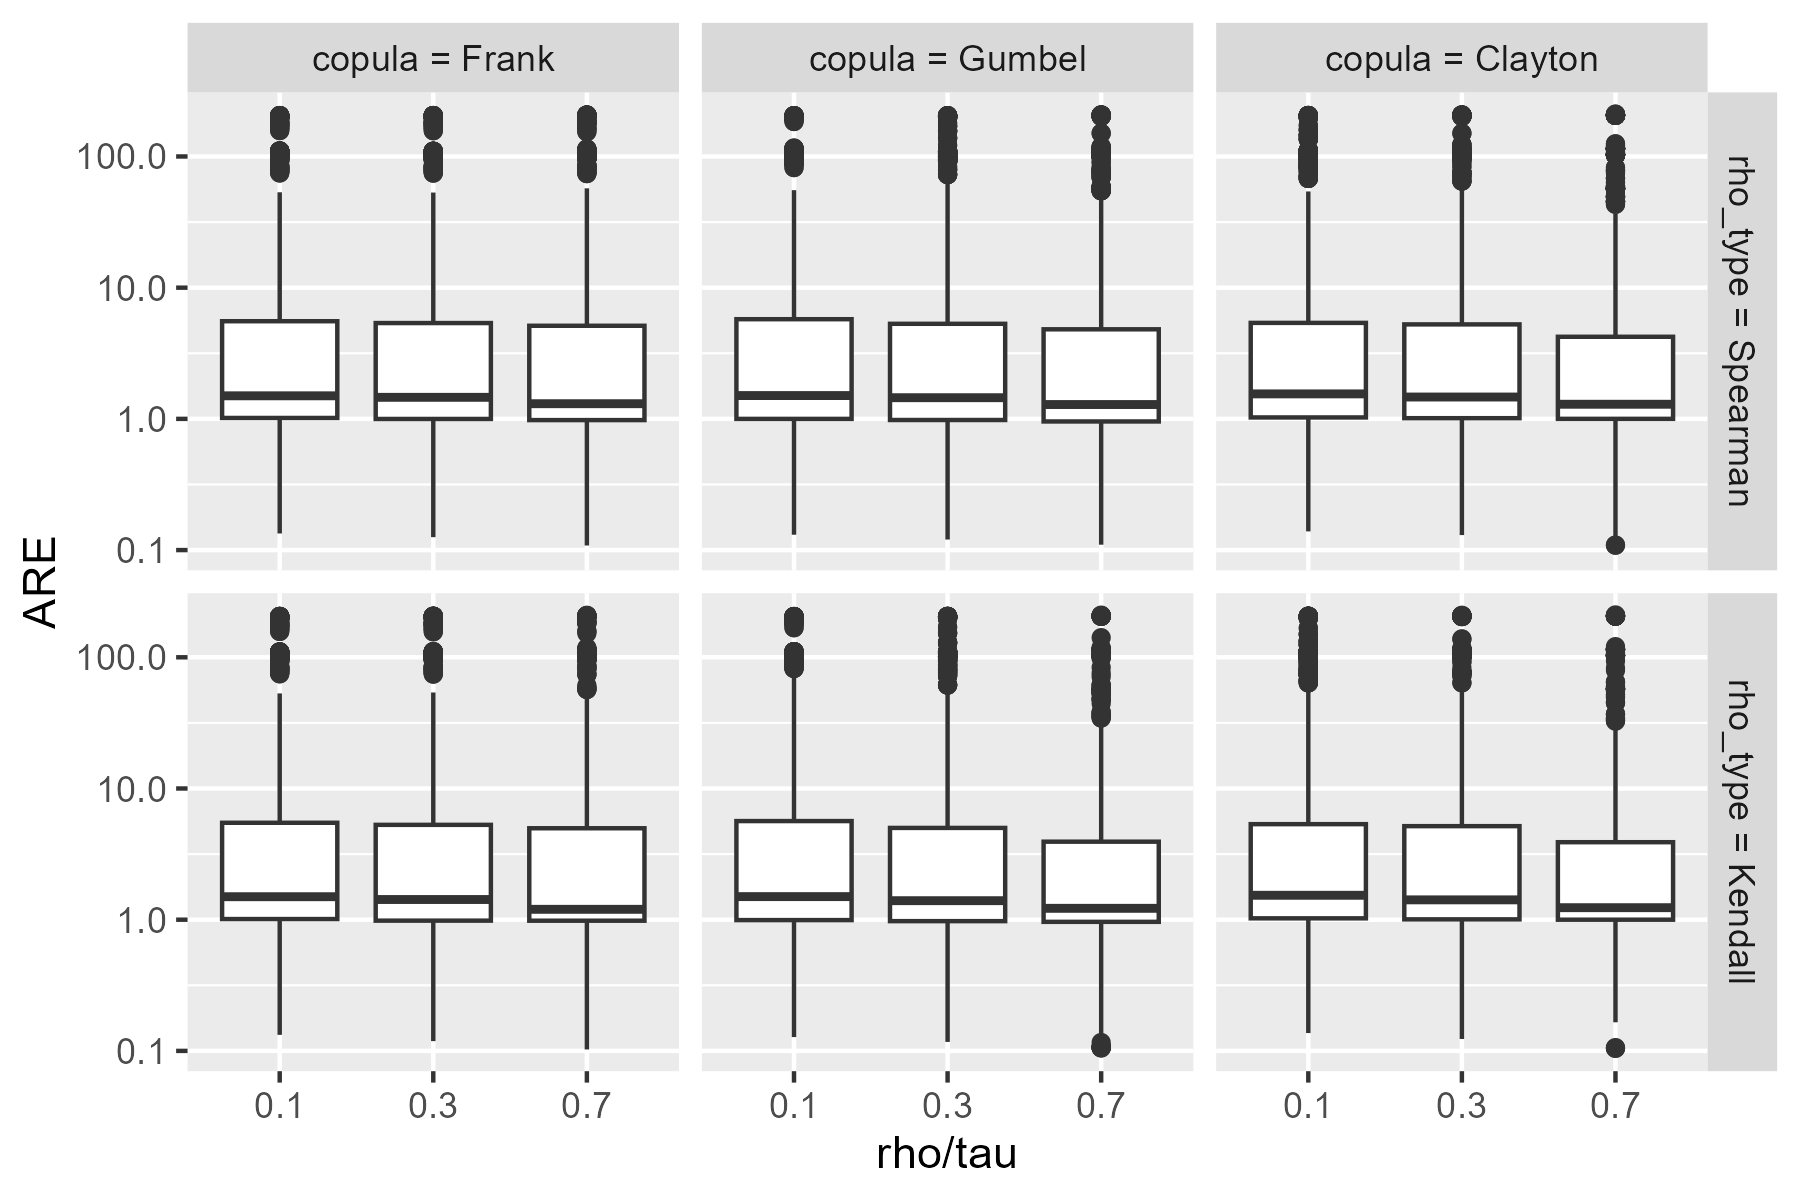 copula = Frank
copula = Gumbel
copula = Clayton
rho_type = Spearman
rho_type = Kendall
ARE
100.0
10.0
1.0
0.1
100.0
10.0
1.0
0.1
0.1 0.3 0.7
0.1 0.3 0.7
0.1 0.3 0.7
rho/tau